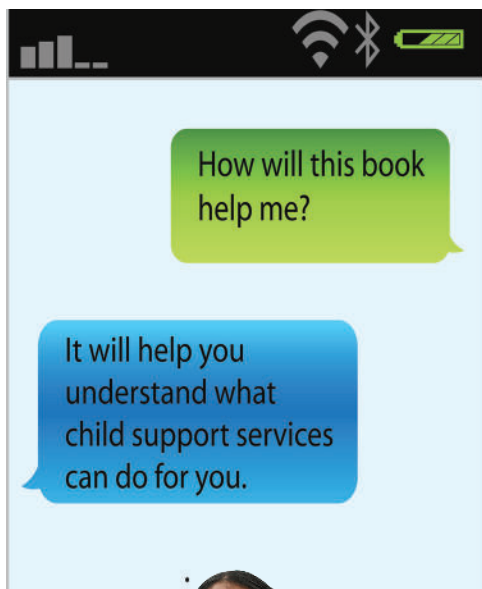 How will this book
help me?
It will help you
understand what
child support services
can do for you.